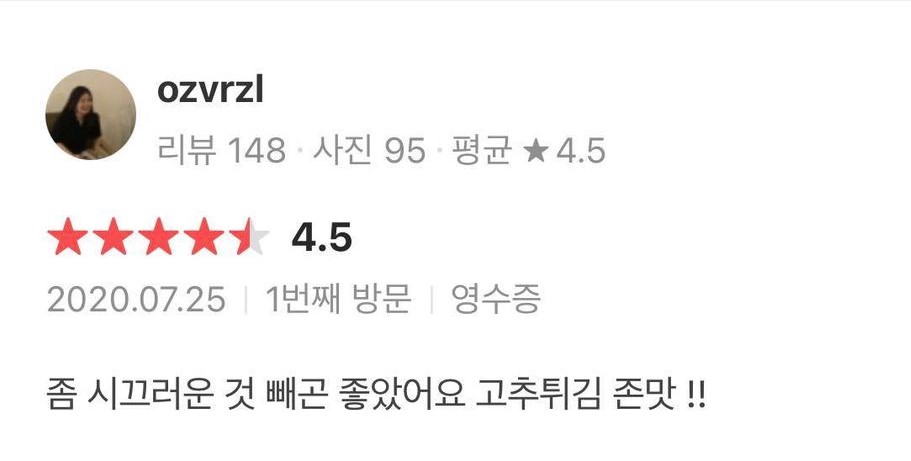 ozvrzl
리뷰 148 · 사진 95 · 평균 ★4.5
★★★★★ 4.5
2020.07.25 | 1번째 방문 | 영수증
좀 시끄러운 것 빼곤 좋았어요 고추튀김 존맛 !!